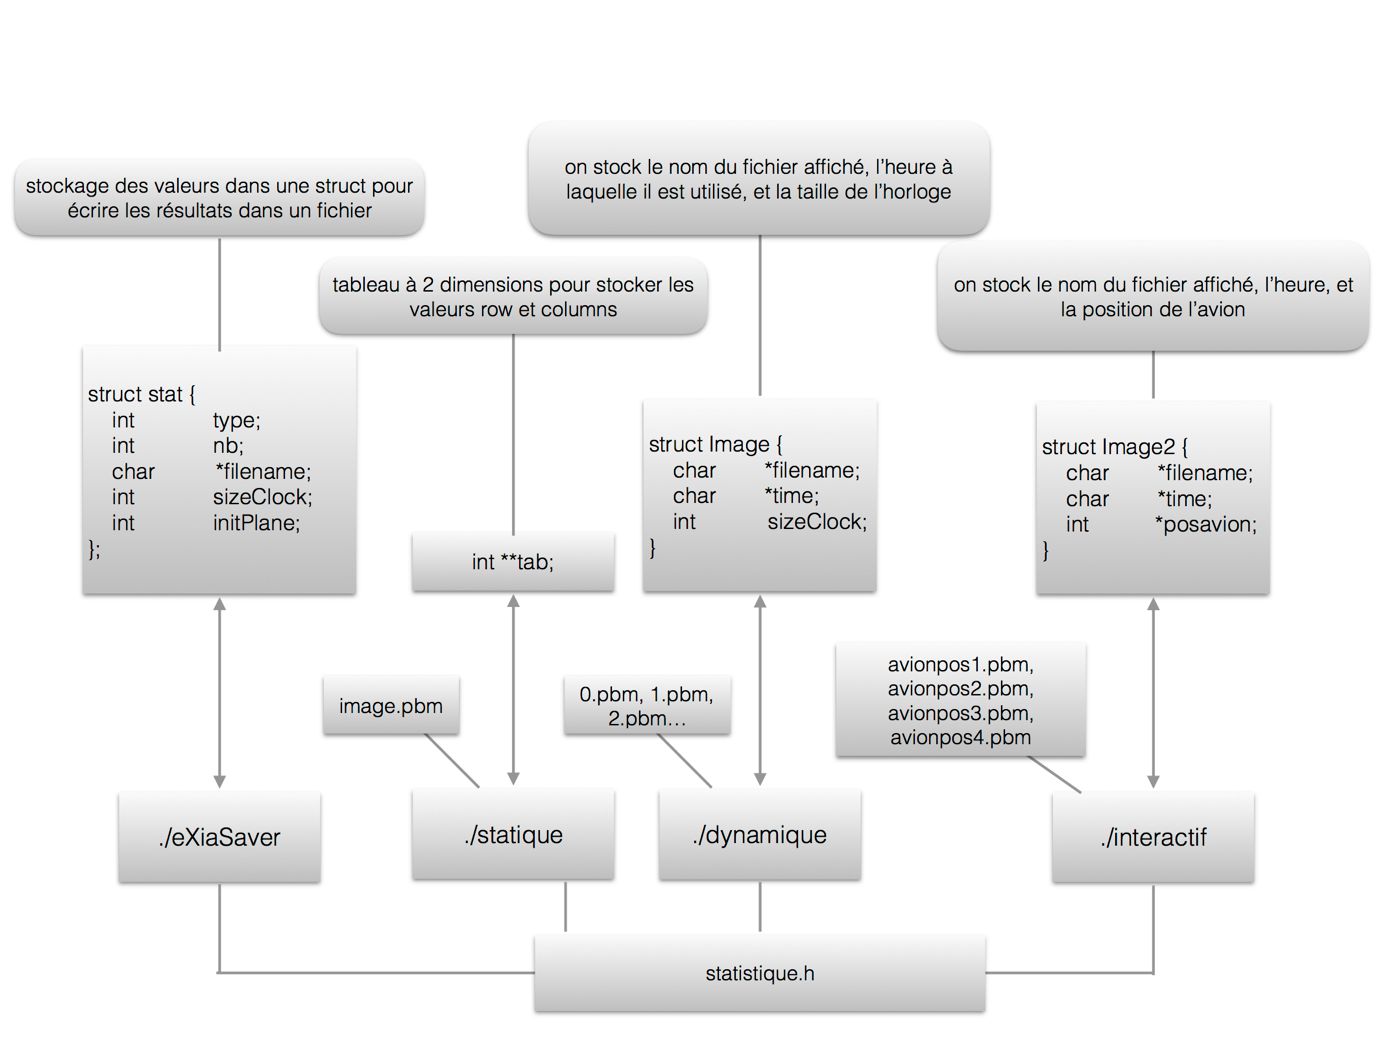 on stock le nom du fichier affiché, l'heure à
laquelle il est utilisé, et la taille de l'horloge
stockage des valeurs dans une struct pour
écrire les résultats dans un fichier
tableau à 2 dimensions pour stocker les
valeurs row et columns
on stock le nom du fichier affiché, l'heure, et
la position de l'avion
struct stat {
int type;
int nb;
char *filename;
int sizeClock;
int initPlane;
};
int **tab;
struct Image {
char *filename;
char *time;
int sizeClock;
}
struct Image2 {
char *filename;
char *time;
int *posavion;
}
image.pbm
0.pbm, 1.pbm,
2.pbm…
avionpos1.pbm,
avionpos2.pbm,
avionpos3.pbm,
avionpos4.pbm
./eXiaSaver
./statique
./dynamique
./interactif
statistique.h